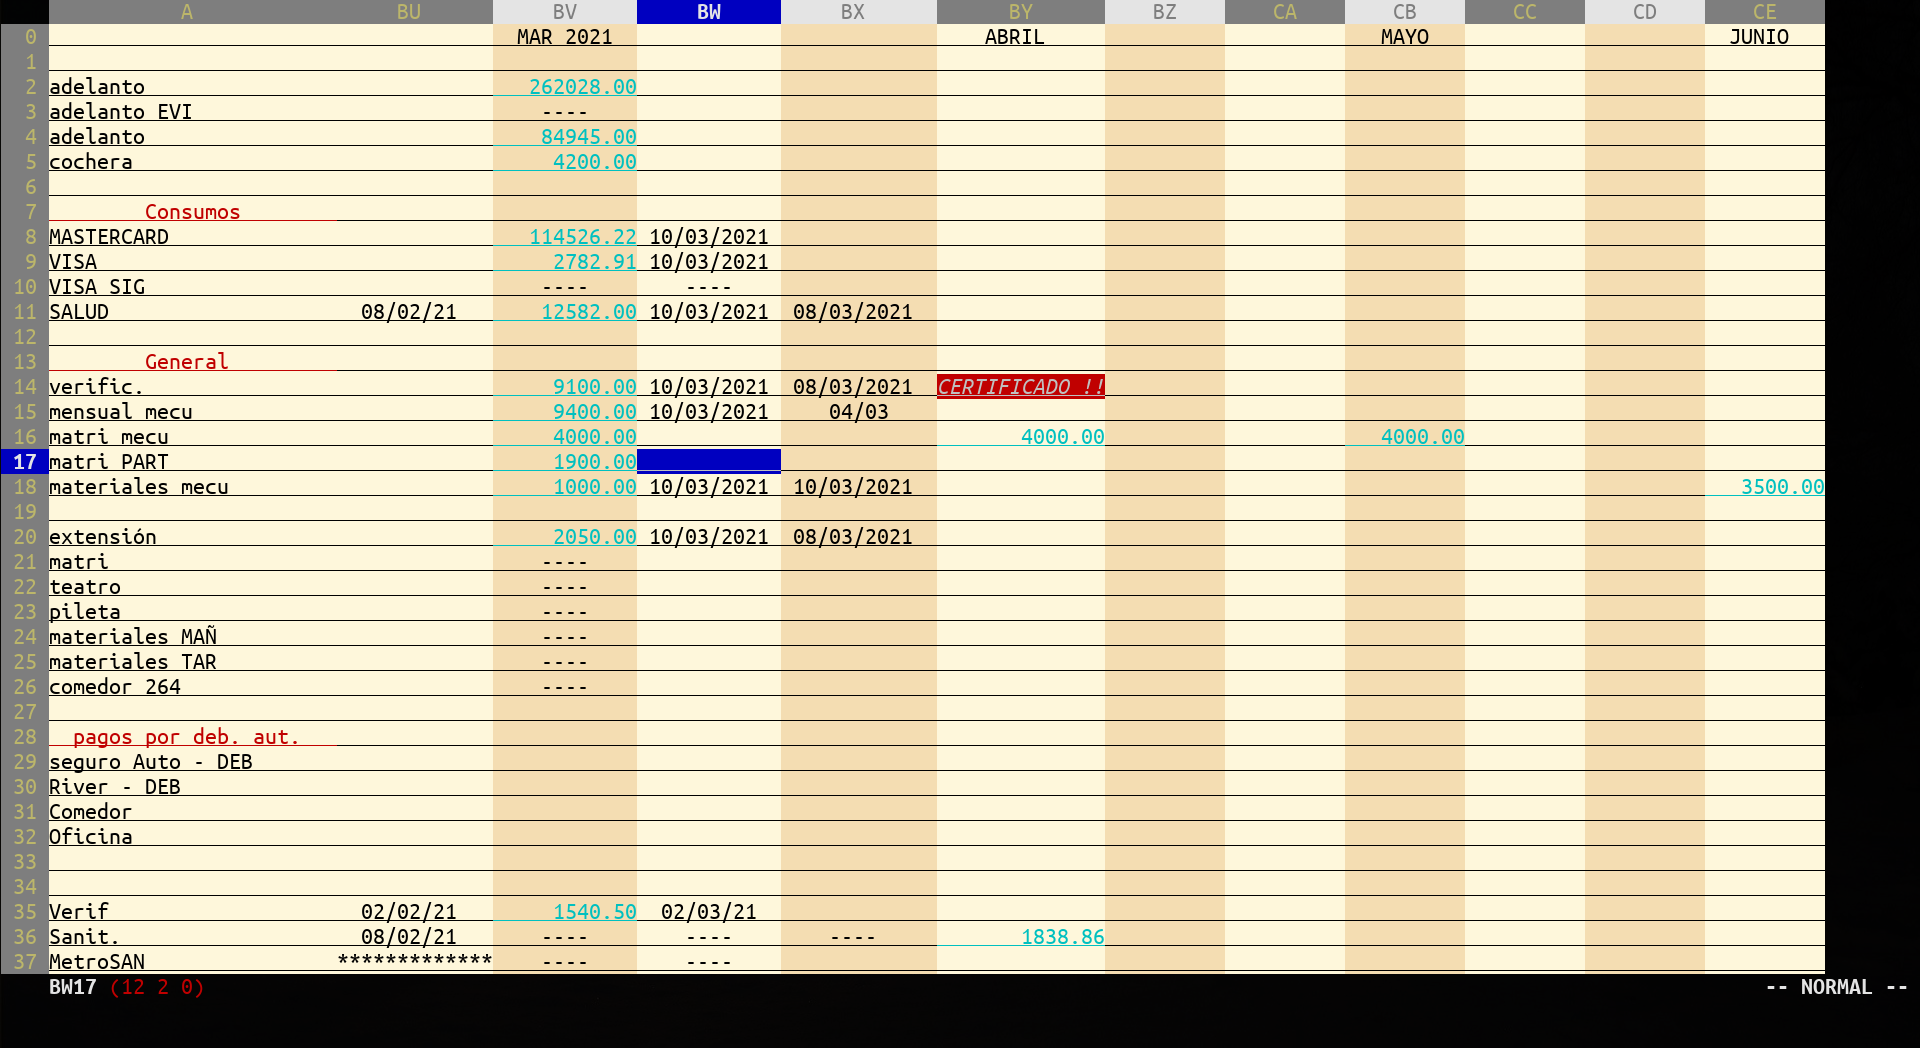 A BU BV BW BX BY BZ CA CB CC CD CE
0 MAR 2021 ABRIL MAYO JUNIO
1
2 adelanto 262028.00
3 adelanto EVI ----
4 adelanto 84945.00
5 cochera 4200.00
6
7 Consumos
8 MASTERCARD 114526.22 10/03/2021
9 VISA 2782.91 10/03/2021
10 VISA SIG ---- ----
11 SALUD 08/02/21 12582.00 10/03/2021 08/03/2021
12
13 General
14 verific. 9100.00 10/03/2021 08/03/2021 CERTIFICADO !!
15 mensual mecu 9400.00 10/03/2021 04/03
16 matri mecu 4000.00 4000.00 4000.00
17 matri PART 1900.00
18 materiales mecu 1000.00 10/03/2021 10/03/2021 3500.00
19
20 extensión 2050.00 10/03/2021 08/03/2021
21 matri ----
22 teatro ----
23 pileta ----
24 materiales MAÑ ----
25 materiales TAR ----
26 comedor 264 ----
27
28 pagos por deb. aut.
29 seguro Auto - DEB
30 River - DEB
31 Comedor
32 Oficina
33
34
35 Verif 02/02/21 1540.50 02/03/21
36 Sanit. 08/02/21 ---- ---- ---- 1838.86
37 MetroSAN ************* ---- ----
BW17 (12 2 0) -- NORMAL --